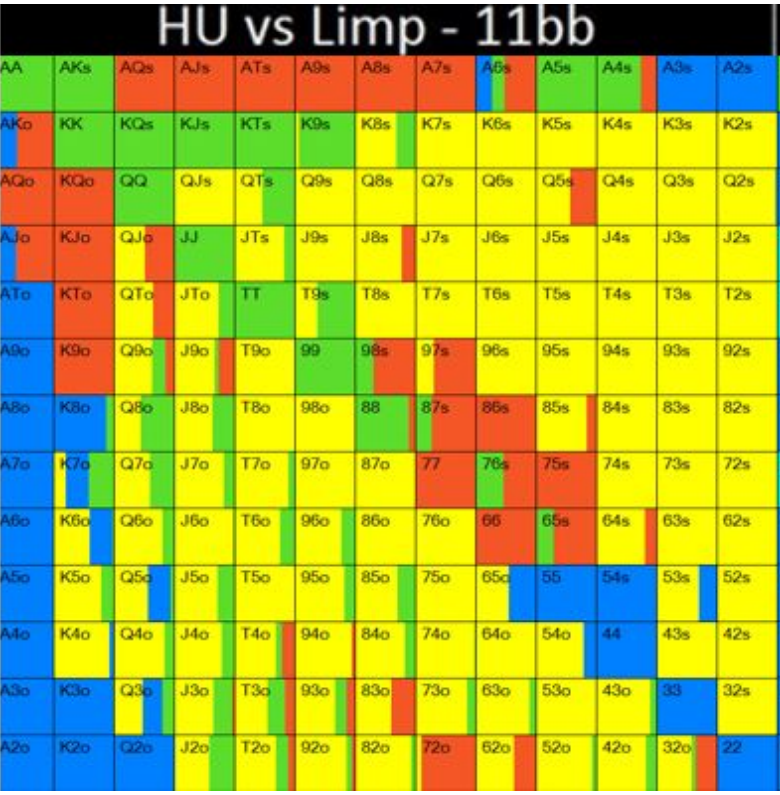 HU vs Limp - 11bb
AA AKs AQs AJs ATs A9s A8s A7s A6s A5s A4s A3s A2s
AKo KK KQs KJs KTs K9s K8s K7s K6s K5s K4s K3s K2s
AQo KQo QQ QJs QTs Q9s Q8s Q7s Q6s Q5s Q4s Q3s Q2s
AJo KJo QJo JJ JTs J9s J8s J7s J6s J5s J4s J3s J2s
ATo KTo QTo JTo TT T9s T8s T7s T6s T5s T4s T3s T2s
A9o K9o Q9o J9o T9o 99 98s 97s 96s 95s 94s 93s 92s
A8o K8o Q8o J8o T8o 98o 88 87s 86s 85s 84s 83s 82s
A7o K7o Q7o J7o T7o 97o 87o 77 76s 75s 74s 73s 72s
A6o K6o Q6o J6o T6o 96o 86o 76o 66 65s 64s 63s 62s
A5o K5o Q5o J5o T5o 95o 85o 75o 65o 55 54s 53s 52s
A4o K4o Q4o J4o T4o 94o 84o 74o 64o 54o 44 43s 42s
A3o K3o Q3o J3o T3o 93o 83o 73o 63o 53o 43o 33 32s
A2o K2o Q2o J2o T2o 92o 82o 72o 62o 52o 42o 32o 22